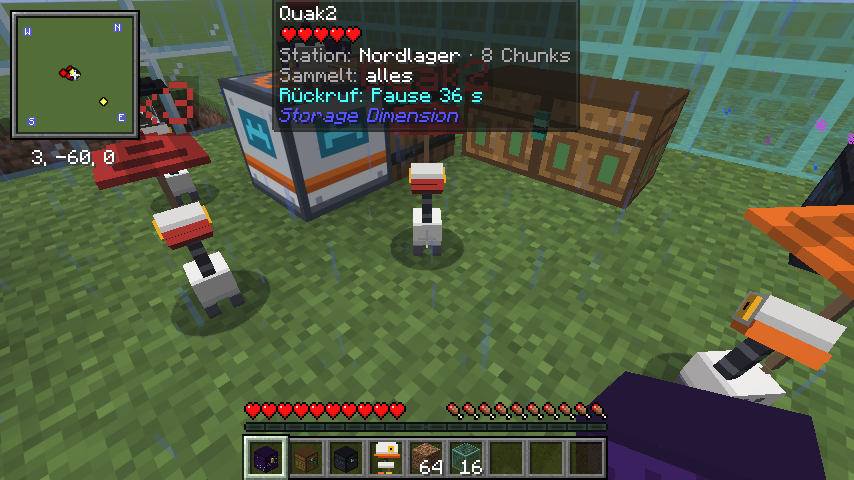 Quak2
Station: Nordlager · 8 Chunks
Sammelt: alles
Rückruf: Pause 36 s
Storage Dimension
W
N
S
E
3, -60, 0
64
16